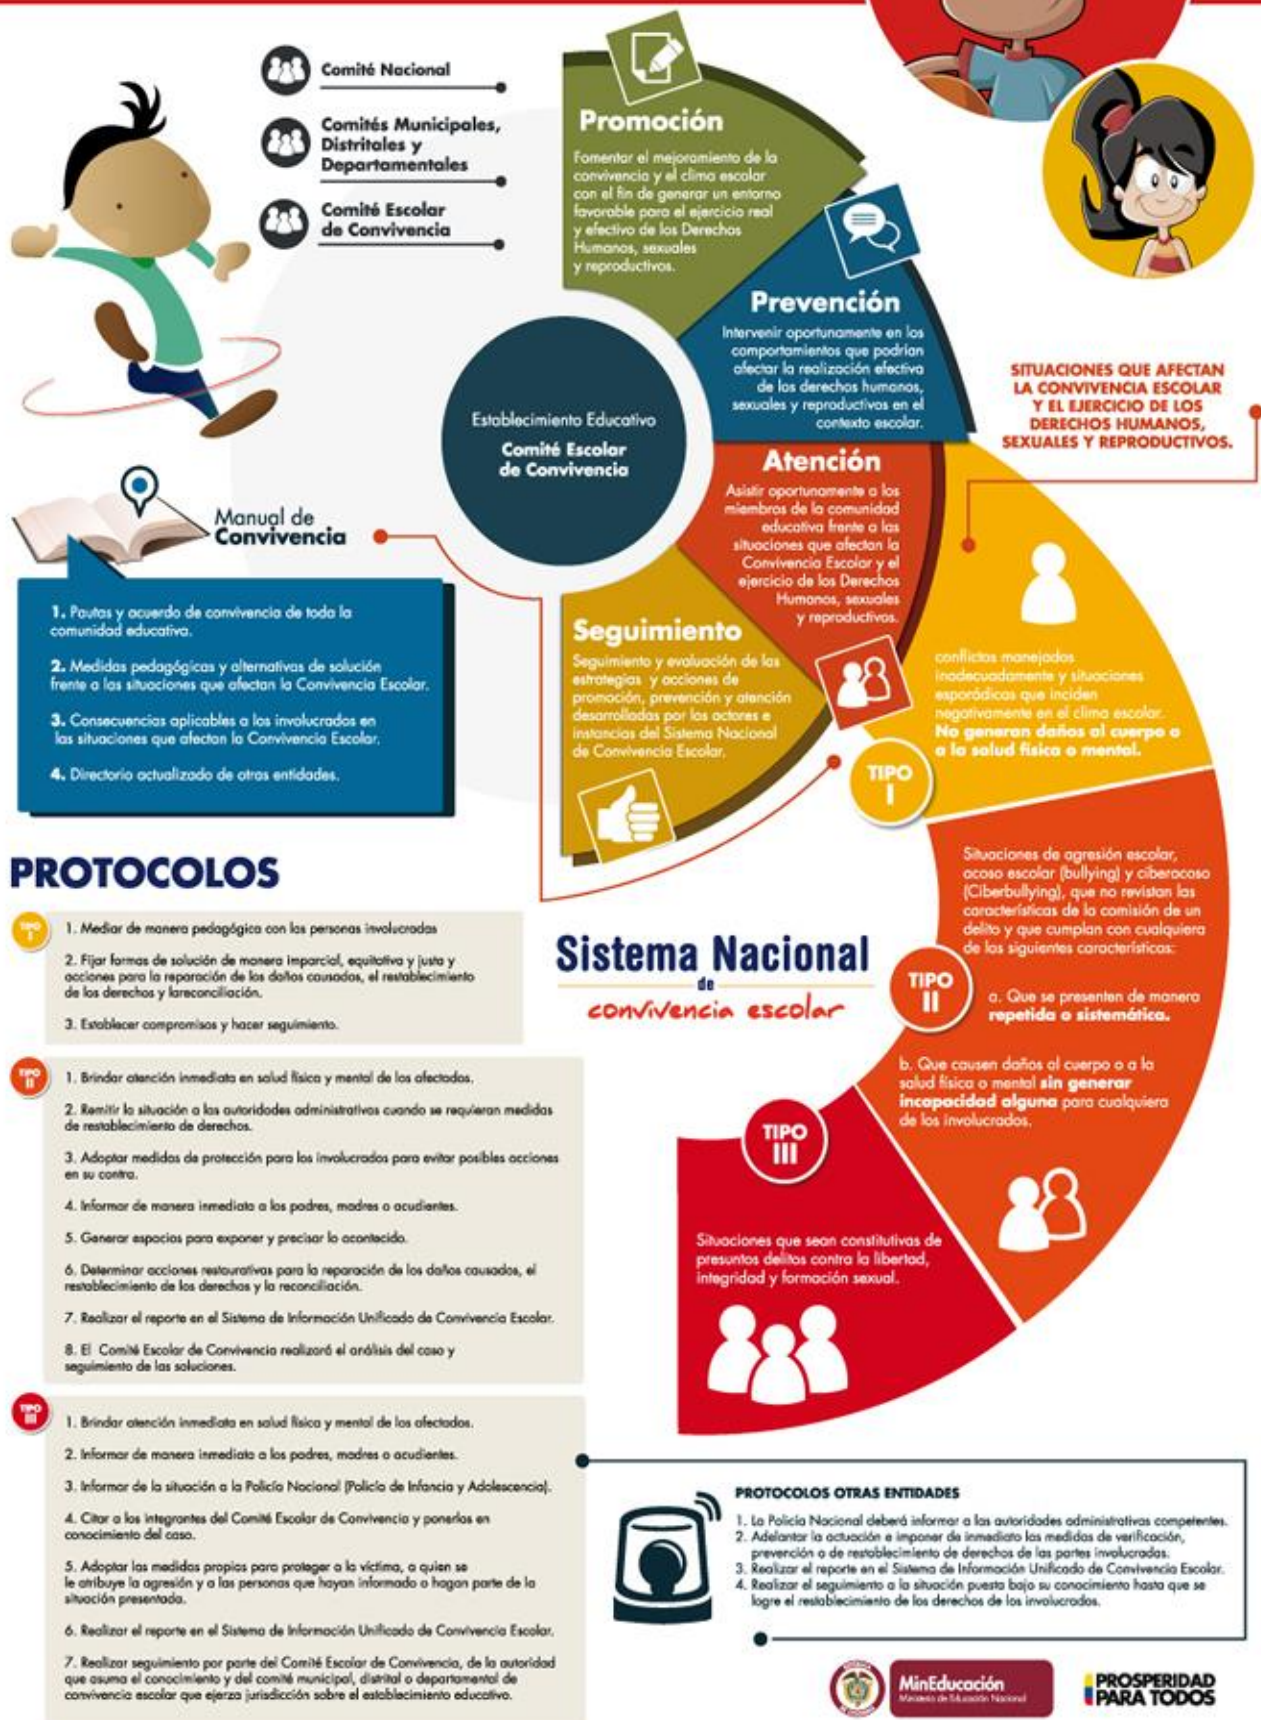 Comité Nacional
Comités Municipales,
Distritales y
Departamentales
Comité Escolar
de Convivencia
Promoción
Fomentar el mejoramiento de la
convivencia y el clima escolar
con el fin de generar un entorno
favorable para el ejercicio real
y efectivo de los Derechos
Humanos, sexuales
y reproductivos.
Prevención
Intervenir oportunamente en los
comportamientos que podrían
afectar la realización efectiva
de los derechos humanos,
sexuales y reproductivos en el
contexto escolar.
SITUACIONES QUE AFECTAN
LA CONVIVENCIA ESCOLAR
Y EL EJERCICIO DE LOS
DERECHOS HUMANOS,
SEXUALES Y REPRODUCTIVOS.
Establecimiento Educativo
Comité Escolar
de Convivencia
Atención
Asistir oportunamente a los
miembros de la comunidad
educativa frente a las
situaciones que afectan la
Convivencia Escolar y el
ejercicio de los Derechos
Humanos, sexuales
y reproductivos.
Manual de
Convivencia
1. Pautas y acuerdo de convivencia de toda la
comunidad educativa.
2. Medidas pedagógicas y alternativas de solución
frente a las situaciones que afectan la Convivencia Escolar.
3. Consecuencias aplicables a los involucrados en
las situaciones que afectan la Convivencia Escolar.
4. Directorio actualizado de otras entidades.
Seguimiento
Seguimiento y evaluación de las
estrategias y acciones de
promoción, prevención y atención
desarrolladas por los actores e
instancias del Sistema Nacional
de Convivencia Escolar.
conflictos manejados
inadecuadamente y situaciones
esporádicas que inciden
negativamente en el clima escolar.
No generan daños al cuerpo o
a la salud física o mental.
TIPO
I
Situaciones de agresión escolar,
acoso escolar (bullying) y ciberacoso
(Ciberbullying), que no revistan las
características de la comisión de un
delito y que cumplan con cualquiera
de las siguientes características:
TIPO
II
a. Que se presenten de manera
repetida o sistemática.
b. Que causen daños al cuerpo o a la
salud física o mental sin generar
incapacidad alguna para cualquiera
de los involucrados.
TIPO
III
Situaciones que sean constitutivas de
presuntos delitos contra la libertad,
integridad y formación sexual.
Sistema Nacional
de
convivencia escolar
PROTOCOLOS
TIPO
I
1. Mediar de manera pedagógica con las personas involucradas
2. Fijar formas de solución de manera imparcial, equitativa y justa y
acciones para la reparación de los daños causados, el restablecimiento
de los derechos y lareconciliación.
3. Establecer compromisos y hacer seguimiento.
TIPO
II
1. Brindar atención inmediata en salud física y mental de los afectados.
2. Remitir la situación a las autoridades administrativas cuando se requieran medidas
de restablecimiento de derechos.
3. Adoptar medidas de protección para los involucrados para evitar posibles acciones
en su contra.
4. Informar de manera inmediata a los padres, madres o acudientes.
5. Generar espacios para exponer y precisar lo acontecido.
6. Determinar acciones restaurativas para la reparación de los daños causados, el
restablecimiento de los derechos y la reconciliación.
7. Realizar el reporte en el Sistema de Información Unificado de Convivencia Escolar.
8. El Comité Escolar de Convivencia realizará el análisis del caso y
seguimiento de las soluciones.
TIPO
III
1. Brindar atención inmediata en salud física y mental de los afectados.
2. Informar de manera inmediata a los padres, madres o acudientes.
3. Informar de la situación a la Policía Nacional (Policía de Infancia y Adolescencia).
4. Citar a los integrantes del Comité Escolar de Convivencia y ponerlos en
conocimiento del caso.
5. Adoptar las medidas propias para proteger a la víctima, a quien se
le atribuye la agresión y a las personas que hayan informado o hagan parte de la
situación presentada.
6. Realizar el reporte en el Sistema de Información Unificado de Convivencia Escolar.
7. Realizar seguimiento por parte del Comité Escolar de Convivencia, de la autoridad
que asuma el conocimiento y del comité municipal, distrital o departamental de
convivencia escolar que ejerza jurisdicción sobre el establecimiento educativo.
PROTOCOLOS OTRAS ENTIDADES
1. La Policía Nacional deberá informar a las autoridades administrativas competentes.
2. Adelantar la actuación e imponer de inmediato las medidas de verificación,
prevención o de restablecimiento de derechos de las partes involucradas.
3. Realizar el reporte en el Sistema de Información Unificado de Convivencia Escolar.
4. Realizar el seguimiento a la situación puesta bajo su conocimiento hasta que se
logre el restablecimiento de los derechos de los involucrados.
MinEducación
Ministerio de Educación Nacional
PROSPERIDAD
PARA TODOS